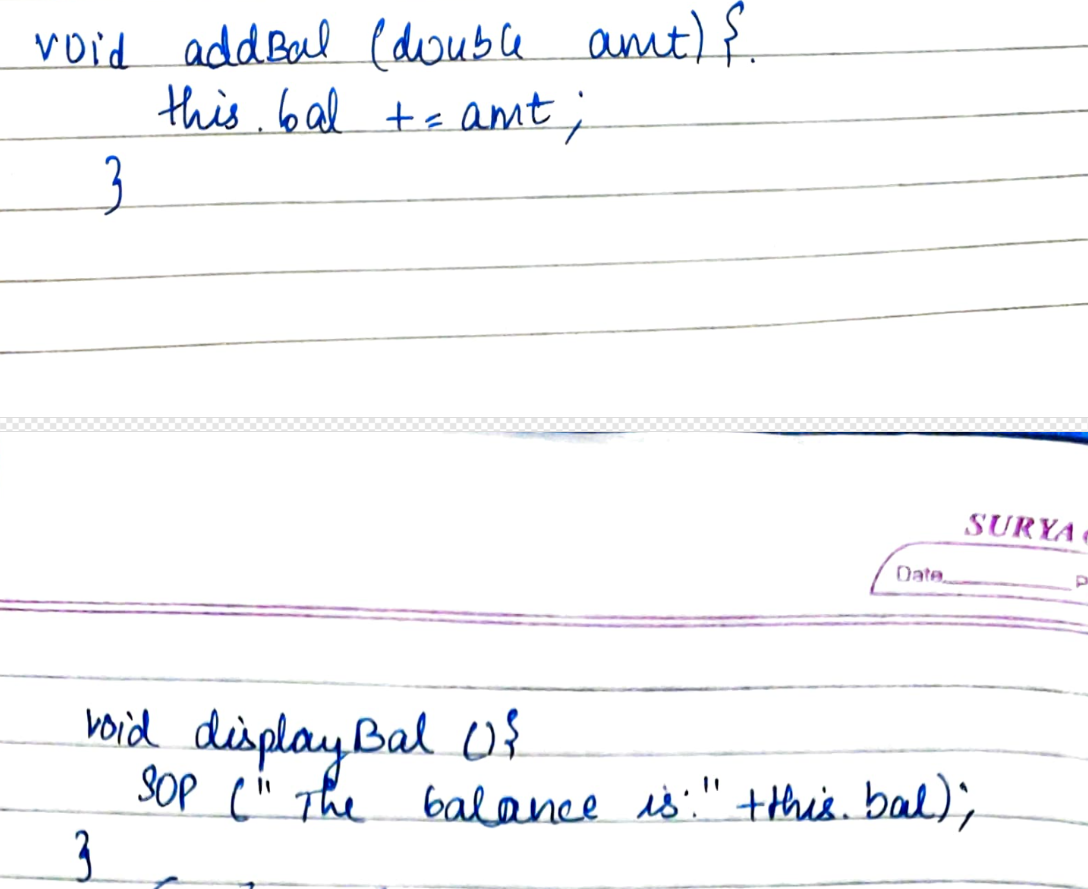 void addBal (double amt) {.
this.bal += amt;
}
SURYA
Date
P
void displayBal () {
SOP ("The balance is:" +this.bal);
}